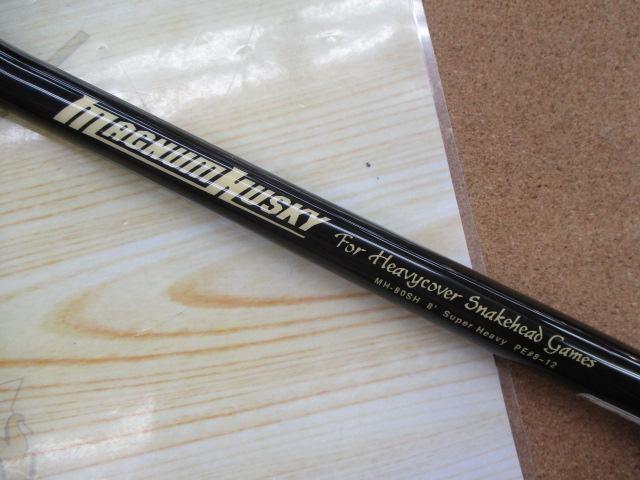 MAGNUM HUSKY
For Heavycover Snakehead Games
MH-80SH 8' Super Heavy PE#8-12